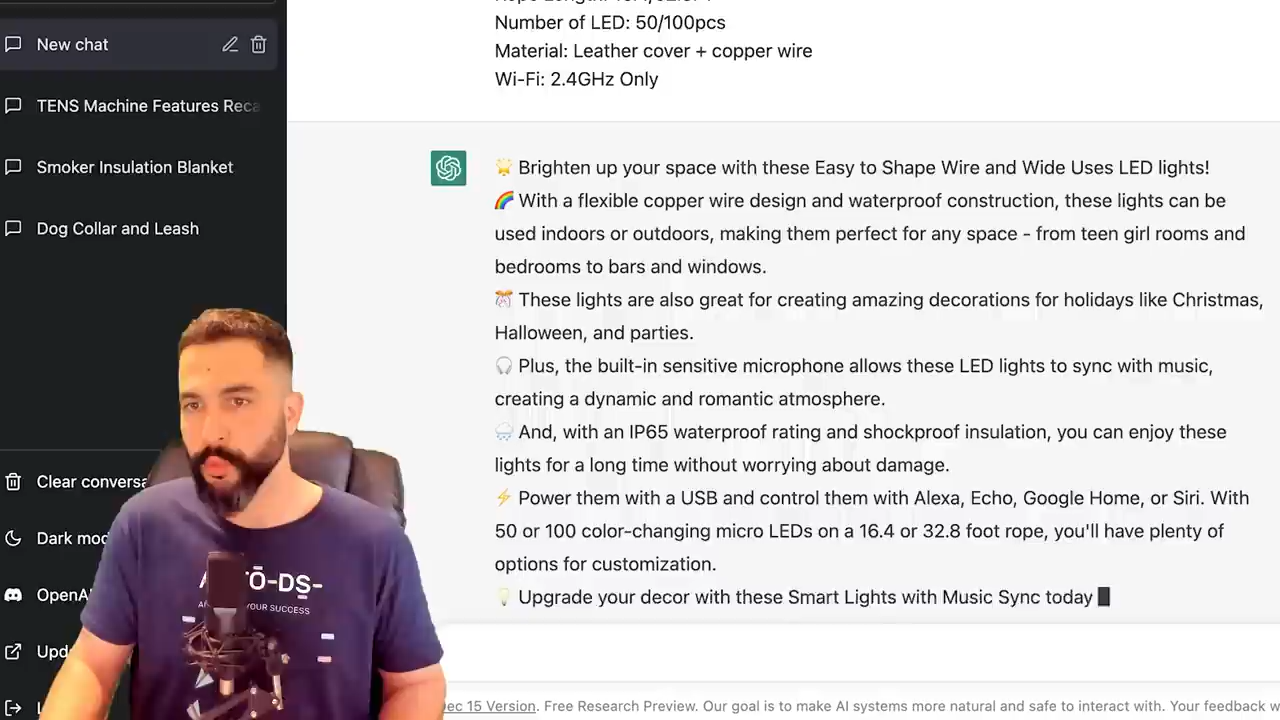 Number of LED: 50/100pcs
Material: Leather cover + copper wire
Wi-Fi: 2.4GHz Only
New chat
TENS Machine Features Reca
Smoker Insulation Blanket
Dog Collar and Leash
🌟 Brighten up your space with these Easy to Shape Wire and Wide Uses LED lights!
🌈 With a flexible copper wire design and waterproof construction, these lights can be
used indoors or outdoors, making them perfect for any space - from teen girl rooms and
bedrooms to bars and windows.
🎊 These lights are also great for creating amazing decorations for holidays like Christmas,
Halloween, and parties.
🎧 Plus, the built-in sensitive microphone allows these LED lights to sync with music,
creating a dynamic and romantic atmosphere.
🌧 And, with an IP65 waterproof rating and shockproof insulation, you can enjoy these
lights for a long time without worrying about damage.
⚡ Power them with a USB and control them with Alexa, Echo, Google Home, or Siri. With
50 or 100 color-changing micro LEDs on a 16.4 or 32.8 foot rope, you'll have plenty of
options for customization.
💡 Upgrade your decor with these Smart Lights with Music Sync today
Clear conversa
Dark mod
OpenA
Upd
YOUR SUCCESS
ec 15 Version. Free Research Preview. Our goal is to make AI systems more natural and safe to interact with. Your feedback w